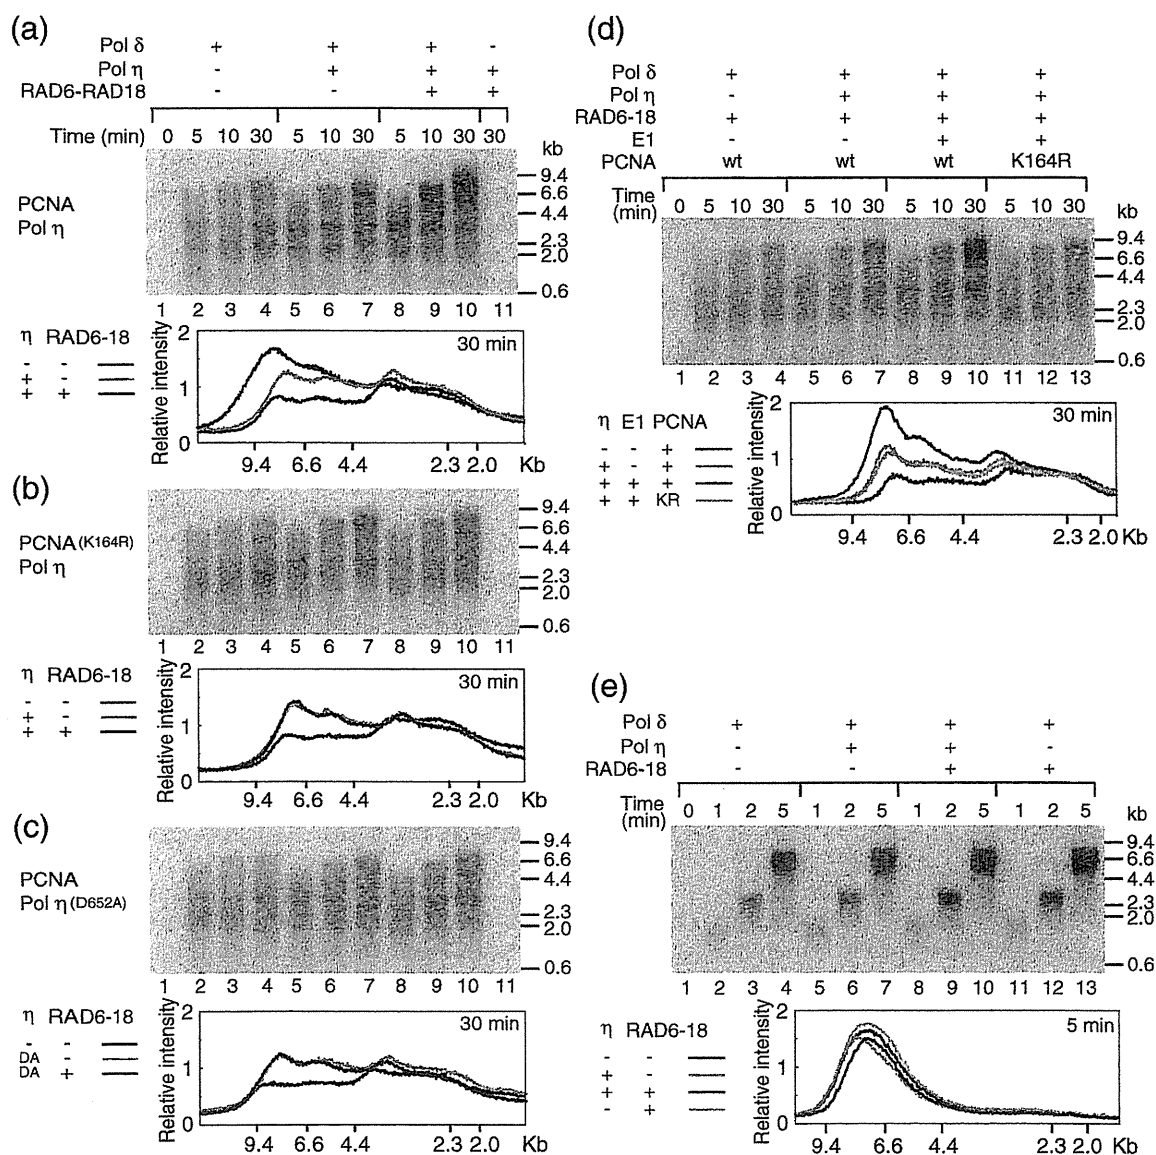 (a)
Pol δ + + + -
Pol η - + + +
RAD6-RAD18 - - + +
Time (min) 0 5 10 30 5 10 30 5 10 30 30
kb
PCNA
Pol η
9.4
6.6
4.4
2.3
2.0
0.6
1 2 3 4 5 6 7 8 9 10 11
η RAD6-18
- -
+ -
+ +
Relative intensity
2
1
0
30 min
9.4 6.6 4.4 2.3 2.0 Kb
(b)
PCNA (K164R)
Pol η
9.4
6.6
4.4
2.3
2.0
0.6
1 2 3 4 5 6 7 8 9 10 11
η RAD6-18
- -
+ -
+ +
Relative intensity
2
1
0
30 min
9.4 6.6 4.4 2.3 2.0 Kb
(c)
PCNA
Pol η (D652A)
9.4
6.6
4.4
2.3
2.0
0.6
1 2 3 4 5 6 7 8 9 10 11
η RAD6-18
- -
DA -
DA +
Relative intensity
2
1
0
30 min
9.4 6.6 4.4 2.3 2.0 Kb
(d)
Pol δ + + + +
Pol η - + + +
RAD6-18 + + + +
E1 - - + +
PCNA wt wt wt K164R
Time (min) 0 5 10 30 5 10 30 5 10 30 5 10 30
kb
9.4
6.6
4.4
2.3
2.0
0.6
1 2 3 4 5 6 7 8 9 10 11 12 13
η E1 PCNA
- - +
+ - +
+ + +
+ + KR
Relative intensity
2
1
0
30 min
9.4 6.6 4.4 2.3 2.0 Kb
(e)
Pol δ + + + +
Pol η - + + -
RAD6-18 - - + +
Time (min) 0 1 2 5 1 2 5 1 2 5 1 2 5
kb
9.4
6.6
4.4
2.3
2.0
0.6
1 2 3 4 5 6 7 8 9 10 11 12 13
η RAD6-18
- -
+ -
+ +
- +
Relative intensity
2
1
0
5 min
9.4 6.6 4.4 2.3 2.0 Kb